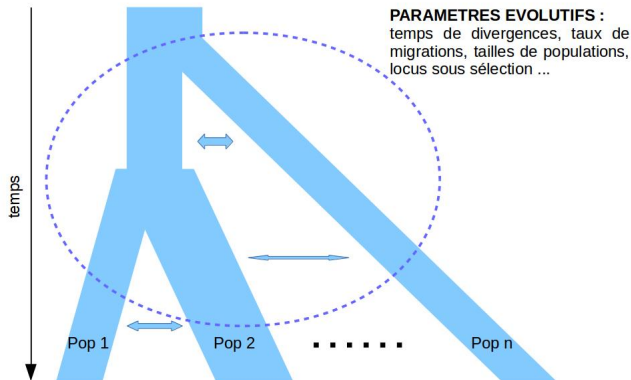 PARAMETRES EVOLUTIFS :
temps de divergences, taux de
migrations, tailles de populations,
locus sous sélection ...
temps
Pop 1
Pop 2
......
Pop n